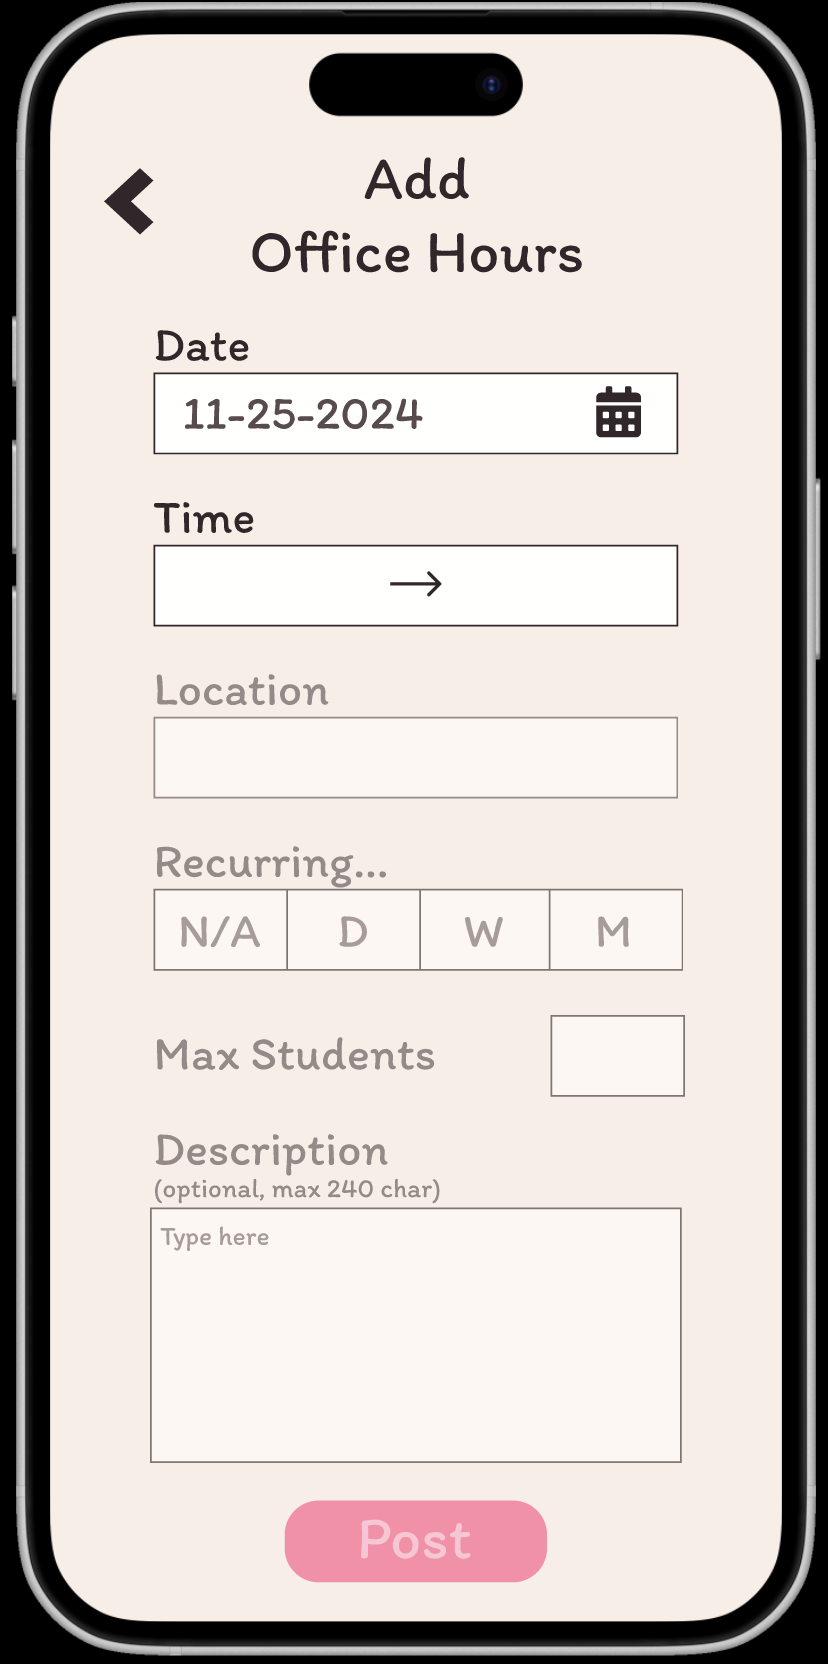 Add
Office Hours
Date
11-25-2024
Time
Location
Recurring...
N/A D W M
Max Students
Description
(optional, max 240 char)
Type here
Post